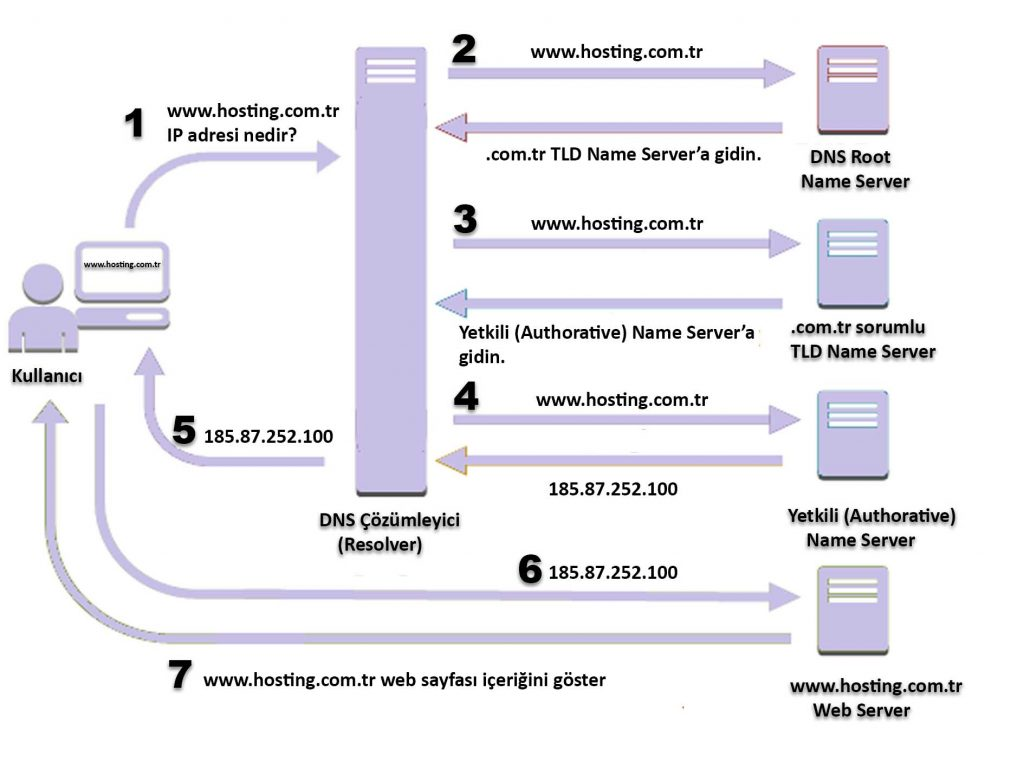 1
www.hosting.com.tr
IP adresi nedir?
2
www.hosting.com.tr
.com.tr TLD Name Server’a gidin.
DNS Root
Name Server
3
www.hosting.com.tr
Yetkili (Authorative) Name Server’a
gidin.
.com.tr sorumlu
TLD Name Server
www.hosting.com.tr
Kullanıcı
4
www.hosting.com.tr
185.87.252.100
Yetkili (Authorative)
Name Server
5
185.87.252.100
DNS Çözümleyici
(Resolver)
6
185.87.252.100
7
www.hosting.com.tr web sayfası içeriğini göster
www.hosting.com.tr
Web Server